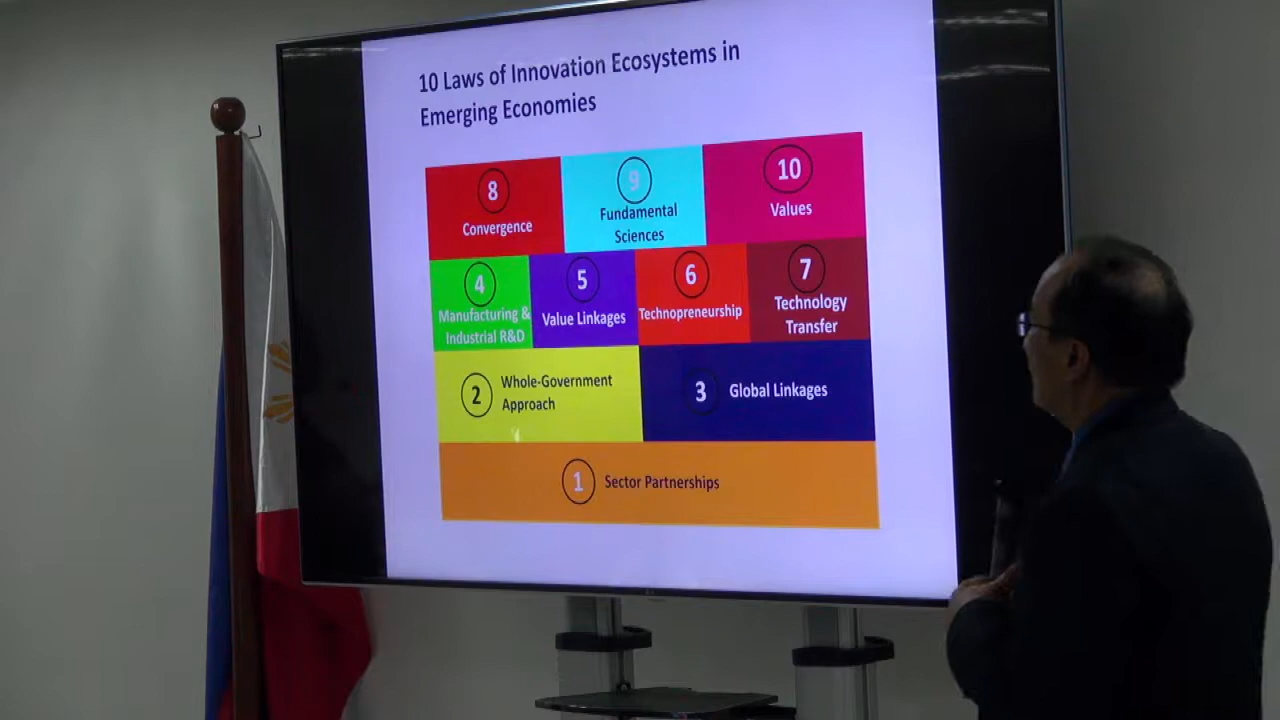 10 Laws of Innovation Ecosystems in
Emerging Economies
8
Convergence
9
Fundamental
Sciences
10
Values
4
Manufacturing &
Industrial R&D
5
Value Linkages
6
Technopreneurship
7
Technology
Transfer
2
Whole-Government
Approach
3
Global Linkages
1
Sector Partnerships